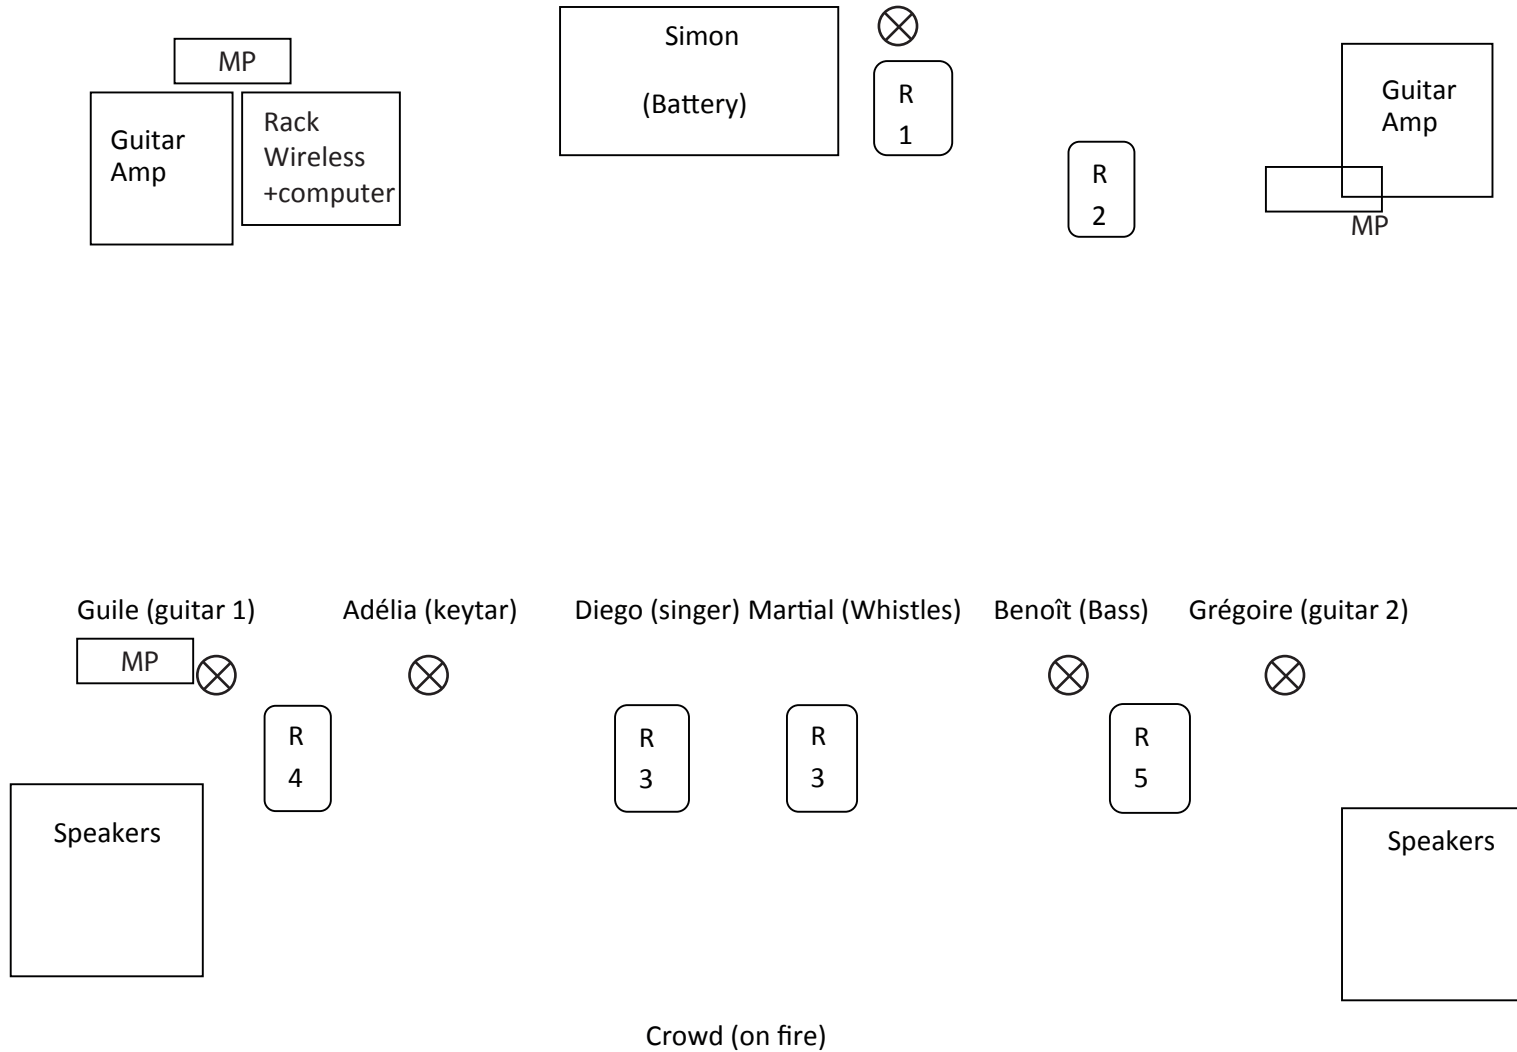 MP
Guitar
Amp
Rack
Wireless
+computer
Simon
(Battery)
R
1
R
2
Guitar
Amp
MP
Guile (guitar 1)
Adélia (keytar)
Diego (singer)
Martial (Whistles)
Benoît (Bass)
Grégoire (guitar 2)
MP
R
4
R
3
R
3
R
5
Speakers
Speakers
Crowd (on fire)